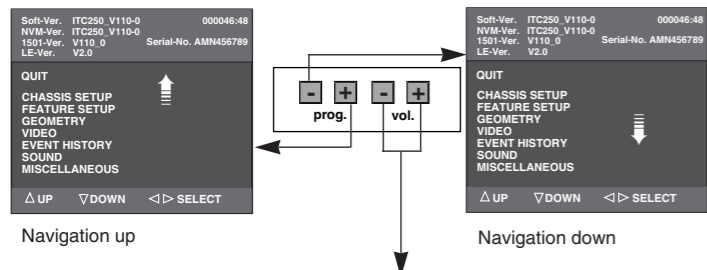 Soft-Ver. ITC250_V110-0 000046:48
NVM-Ver. ITC250_V110-0
1501-Ver. V110_0 Serial-No. AMN456789
LE-Ver. V2.0
QUIT
CHASSIS SETUP
FEATURE SETUP
GEOMETRY
VIDEO
EVENT HISTORY
SOUND
MISCELLANEOUS
△ UP ▽ DOWN ◁ ▷ SELECT
Navigation up
- + - +
prog. vol.
Soft-Ver. ITC250_V110-0 000046:48
NVM-Ver. ITC250_V110-0
1501-Ver. V110_0 Serial-No. AMN456789
LE-Ver. V2.0
QUIT
CHASSIS SETUP
FEATURE SETUP
GEOMETRY
VIDEO
EVENT HISTORY
SOUND
MISCELLANEOUS
△ UP ▽ DOWN ◁ ▷ SELECT
Navigation down